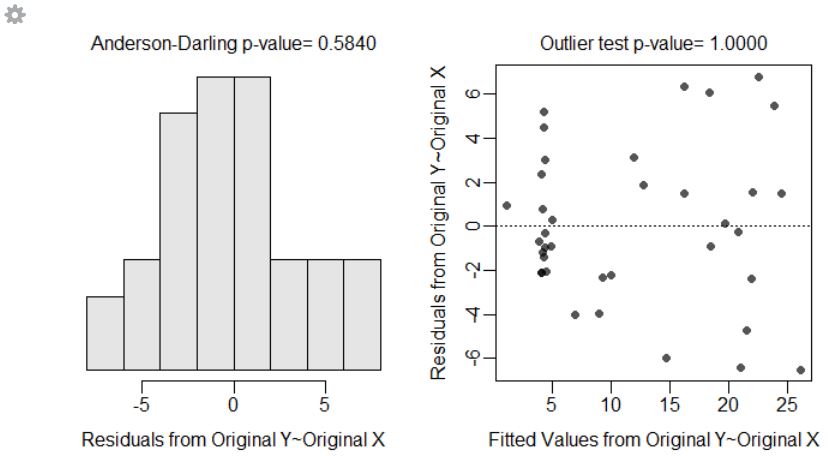 Anderson-Darling p-value= 0.5840
-5 0 5
Residuals from Original Y~Original X
Outlier test p-value= 1.0000
Residuals from Original Y~Original X
6
4
2
0
-2
-4
-6
5 10 15 20 25
Fitted Values from Original Y~Original X